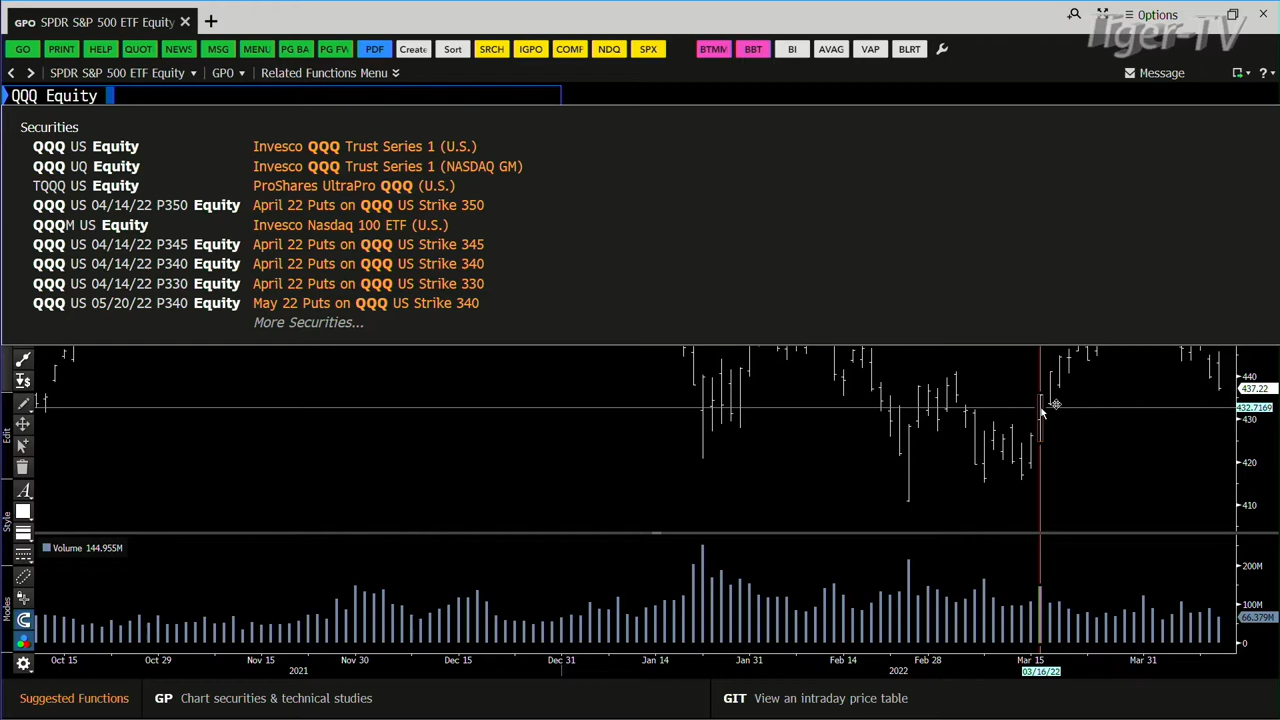 GPO SPDR S&P 500 ETF Equity
Options
Tiger-TV
GO PRINT HELP QUOT NEWS MSG MENU PG BA PG FW PDF Create Sort SRCH IGPO COMF NDQ SPX BTMM BBT BI AVAG VAP BLRT
SPDR S&P 500 ETF Equity GPO Related Functions Menu Message ?
QQQ Equity
Securities
QQQ US Equity Invesco QQQ Trust Series 1 (U.S.)
QQQ UQ Equity Invesco QQQ Trust Series 1 (NASDAQ GM)
TQQQ US Equity ProShares UltraPro QQQ (U.S.)
QQQ US 04/14/22 P350 Equity April 22 Puts on QQQ US Strike 350
QQQM US Equity Invesco Nasdaq 100 ETF (U.S.)
QQQ US 04/14/22 P345 Equity April 22 Puts on QQQ US Strike 345
QQQ US 04/14/22 P340 Equity April 22 Puts on QQQ US Strike 340
QQQ US 04/14/22 P330 Equity April 22 Puts on QQQ US Strike 330
QQQ US 05/20/22 P340 Equity May 22 Puts on QQQ US Strike 340
More Securities...
440
437.22
432.7169
430
420
410
Edit
Style
Modes
Volume 144.955M
200M
100M
66.379M
0
Oct 15 Oct 29 Nov 15 Nov 30 Dec 15 Dec 31 Jan 14 Jan 31 Feb 14 Feb 28 Mar 15 Mar 31
2021 2022 03/16/22
Suggested Functions GP Chart securities & technical studies GIT View an intraday price table